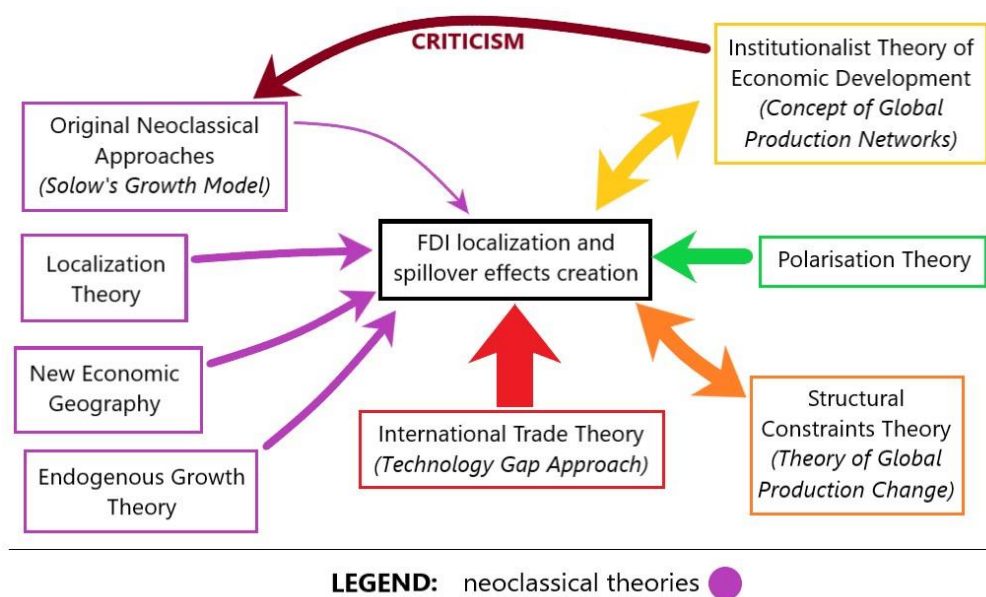 CRITICISM
Institutionalist Theory of
Economic Development
(Concept of Global
Production Networks)
Original Neoclassical
Approaches
(Solow's Growth Model)
FDI localization and
spillover effects creation
Localization
Theory
Polarisation Theory
New Economic
Geography
International Trade Theory
(Technology Gap Approach)
Structural
Constraints Theory
(Theory of Global
Production Change)
Endogenous Growth
Theory
LEGEND: neoclassical theories